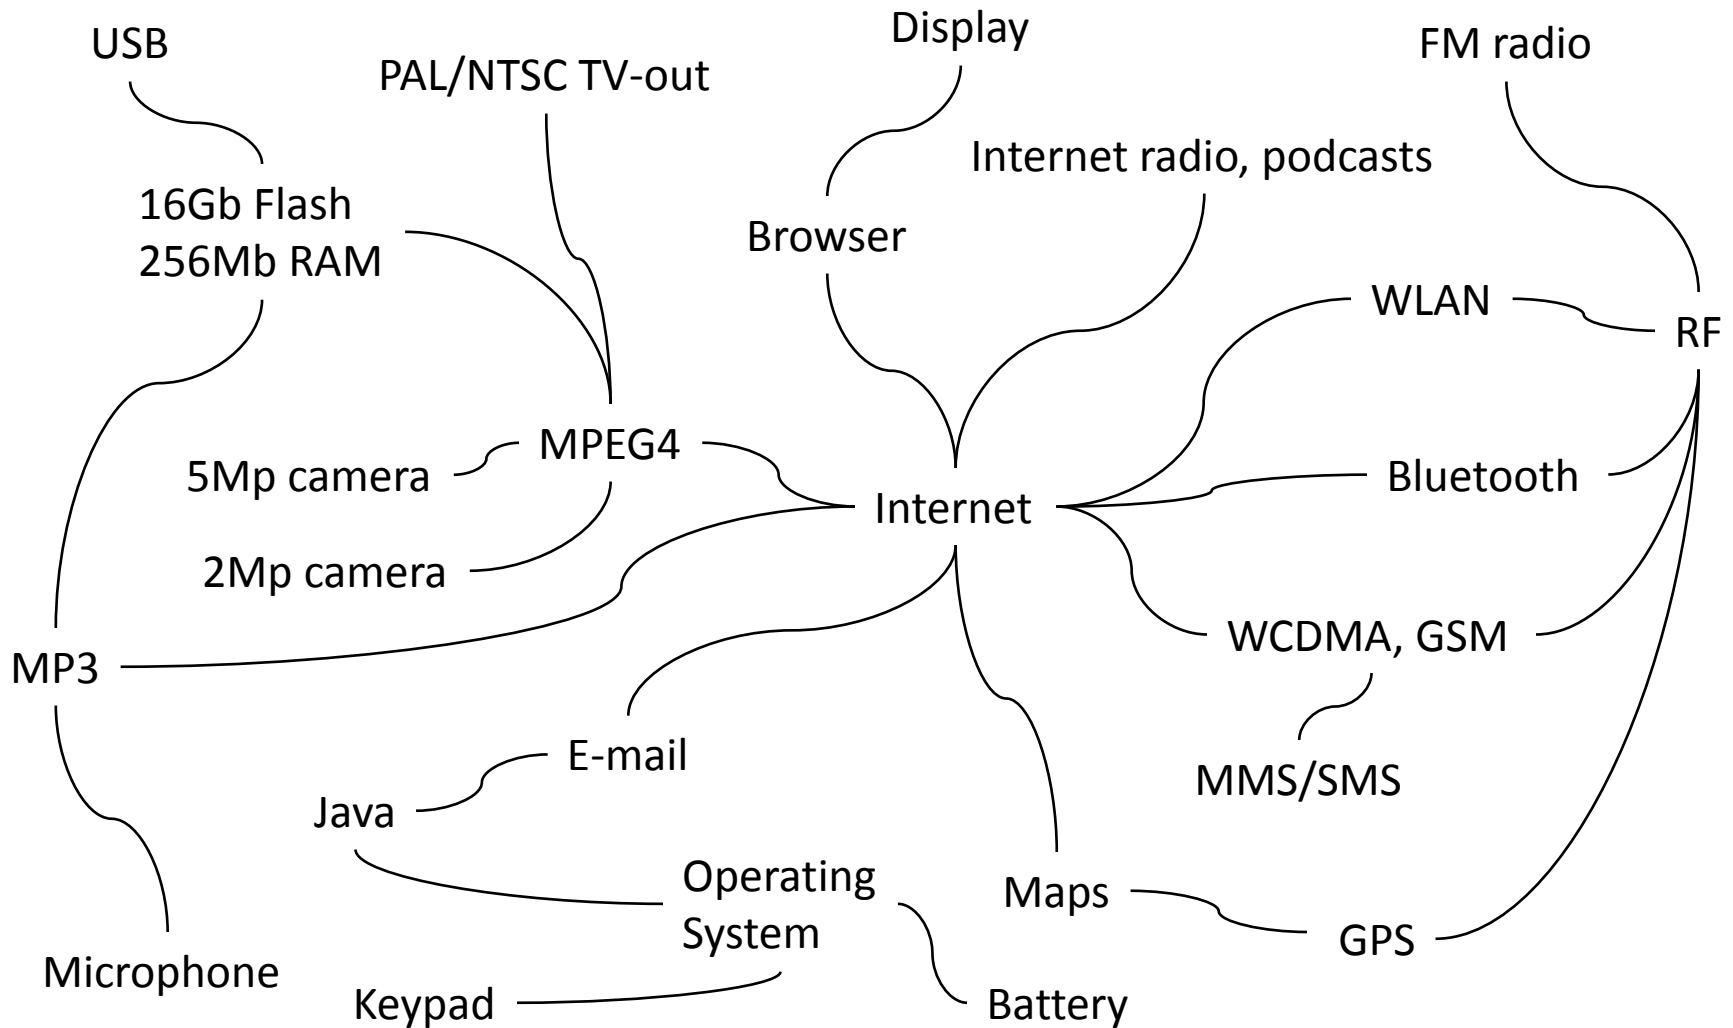 USB
PAL/NTSC TV-out
Display
FM radio
Internet radio, podcasts
16Gb Flash
256Mb RAM
Browser
WLAN
RF
MPEG4
5Mp camera
Bluetooth
Internet
2Mp camera
WCDMA, GSM
MP3
E-mail
MMS/SMS
Java
Operating
System
Maps
GPS
Microphone
Keypad
Battery